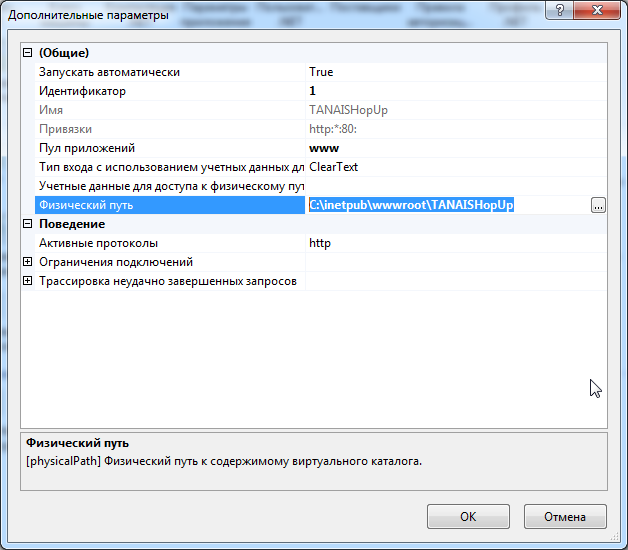 Дополнительные параметры
(Общие)
Запускать автоматически True
Идентификатор 1
Имя TANAISHopUp
Привязки http:*:80:
Пул приложений www
Тип входа с использованием учетных данных дл ClearText
Учетные данные для доступа к физическому пут
Физический путь C:\inetpub\wwwroot\TANAISHopUp ...
Поведение
Активные протоколы http
Ограничения подключений
Трассировка неудачно завершенных запросов
Физический путь
[physicalPath] Физический путь к содержимому виртуального каталога.
OK Отмена